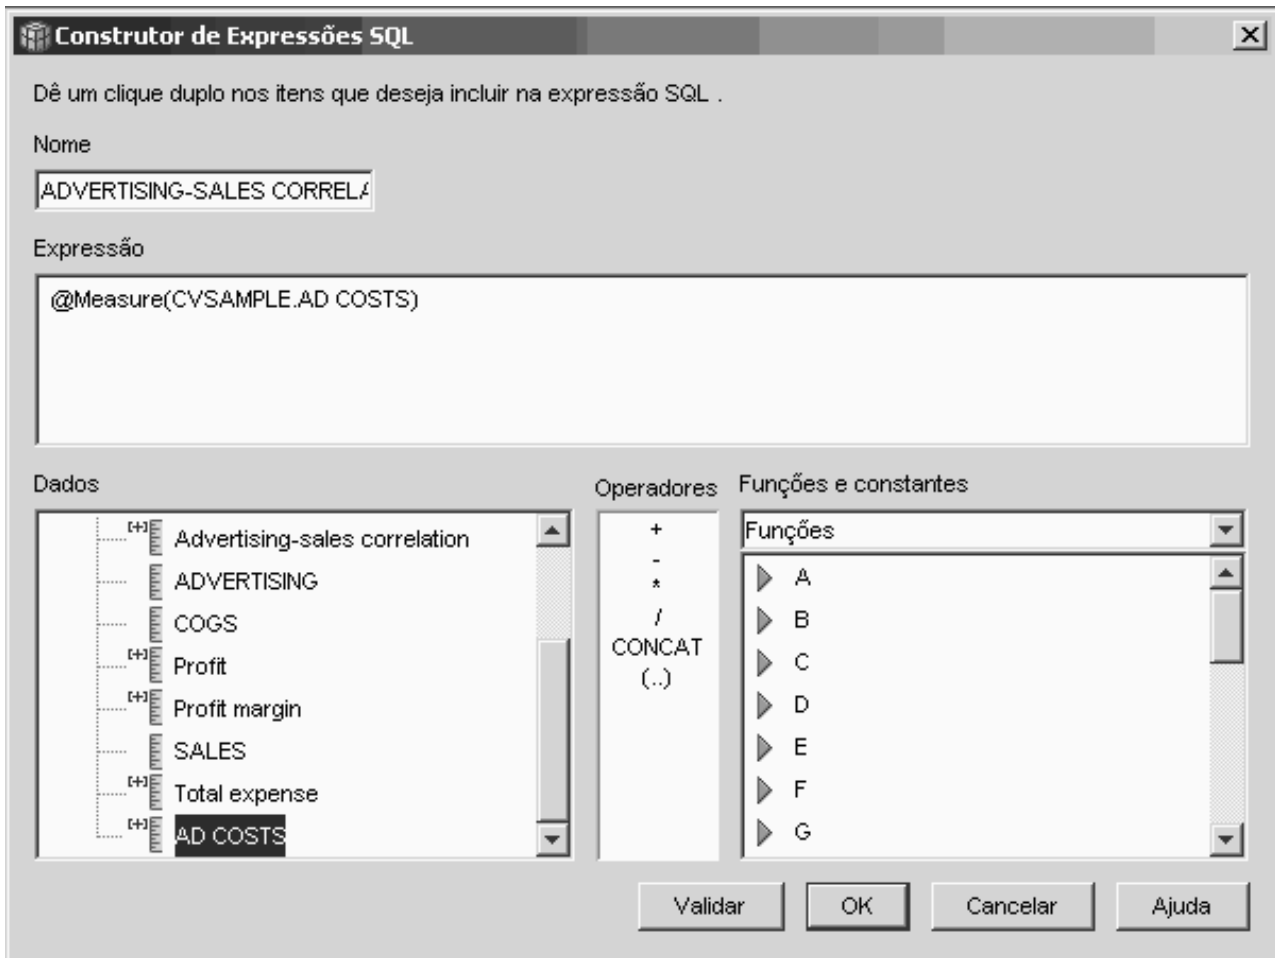 Construtor de Expressões SQL
Dê um clique duplo nos itens que deseja incluir na expressão SQL .
Nome
ADVERTISING-SALES CORRELA
Expressão
@Measure(CVSAMPLE.AD COSTS)
Dados
Operadores
Funções e constantes
Advertising-sales correlation
ADVERTISING
COGS
Profit
Profit margin
SALES
Total expense
AD COSTS
+
-
*
/
CONCAT
(..)
Funções
A
B
C
D
E
F
G
Validar
OK
Cancelar
Ajuda